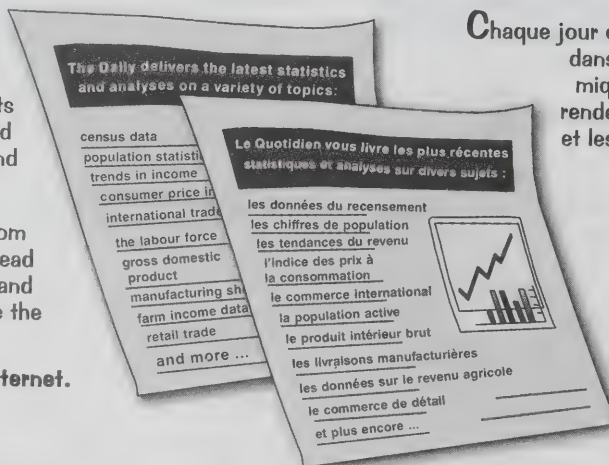 ts
d
nd
om
ead
and
e the
ternet.
The Daily delivers the latest statistics
and analyses on a variety of topics:
census data
population statistic
trends in income
consumer price in
international trade
the labour force
gross domestic
product
manufacturing sh
farm income data
retail trade
and more ...
Le Quotidien vous livre les plus récentes
statistiques et analyses sur divers sujets :
les données du recensement
les chiffres de population
les tendances du revenu
l'indice des prix à
la consommation
le commerce international
la population active
le produit intérieur brut
les livraisons manufacturières
les données sur le revenu agricole
le commerce de détail
et plus encore ...
Chaque jour
dans
miq
rende
et les